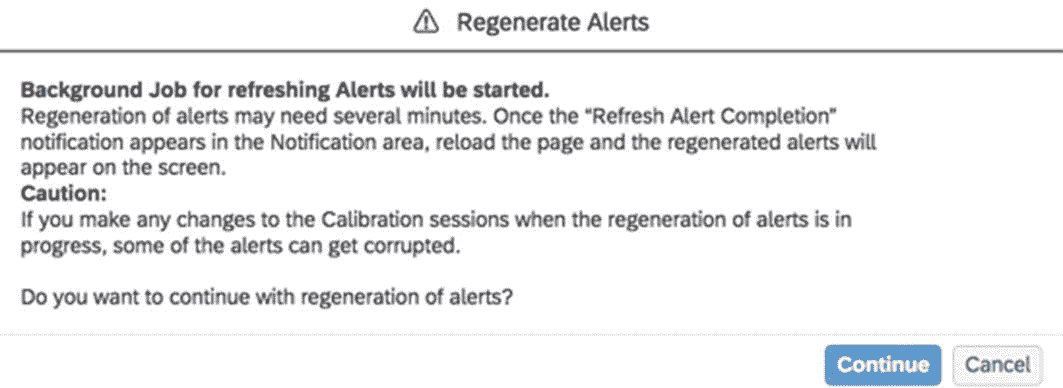 Regenerate Alerts
Background Job for refreshing Alerts will be started.
Regeneration of alerts may need several minutes. Once the "Refresh Alert Completion"
notification appears in the Notification area, reload the page and the regenerated alerts will
appear on the screen.
Caution:
If you make any changes to the Calibration sessions when the regeneration of alerts is in
progress, some of the alerts can get corrupted.
Do you want to continue with regeneration of alerts?
Continue Cancel